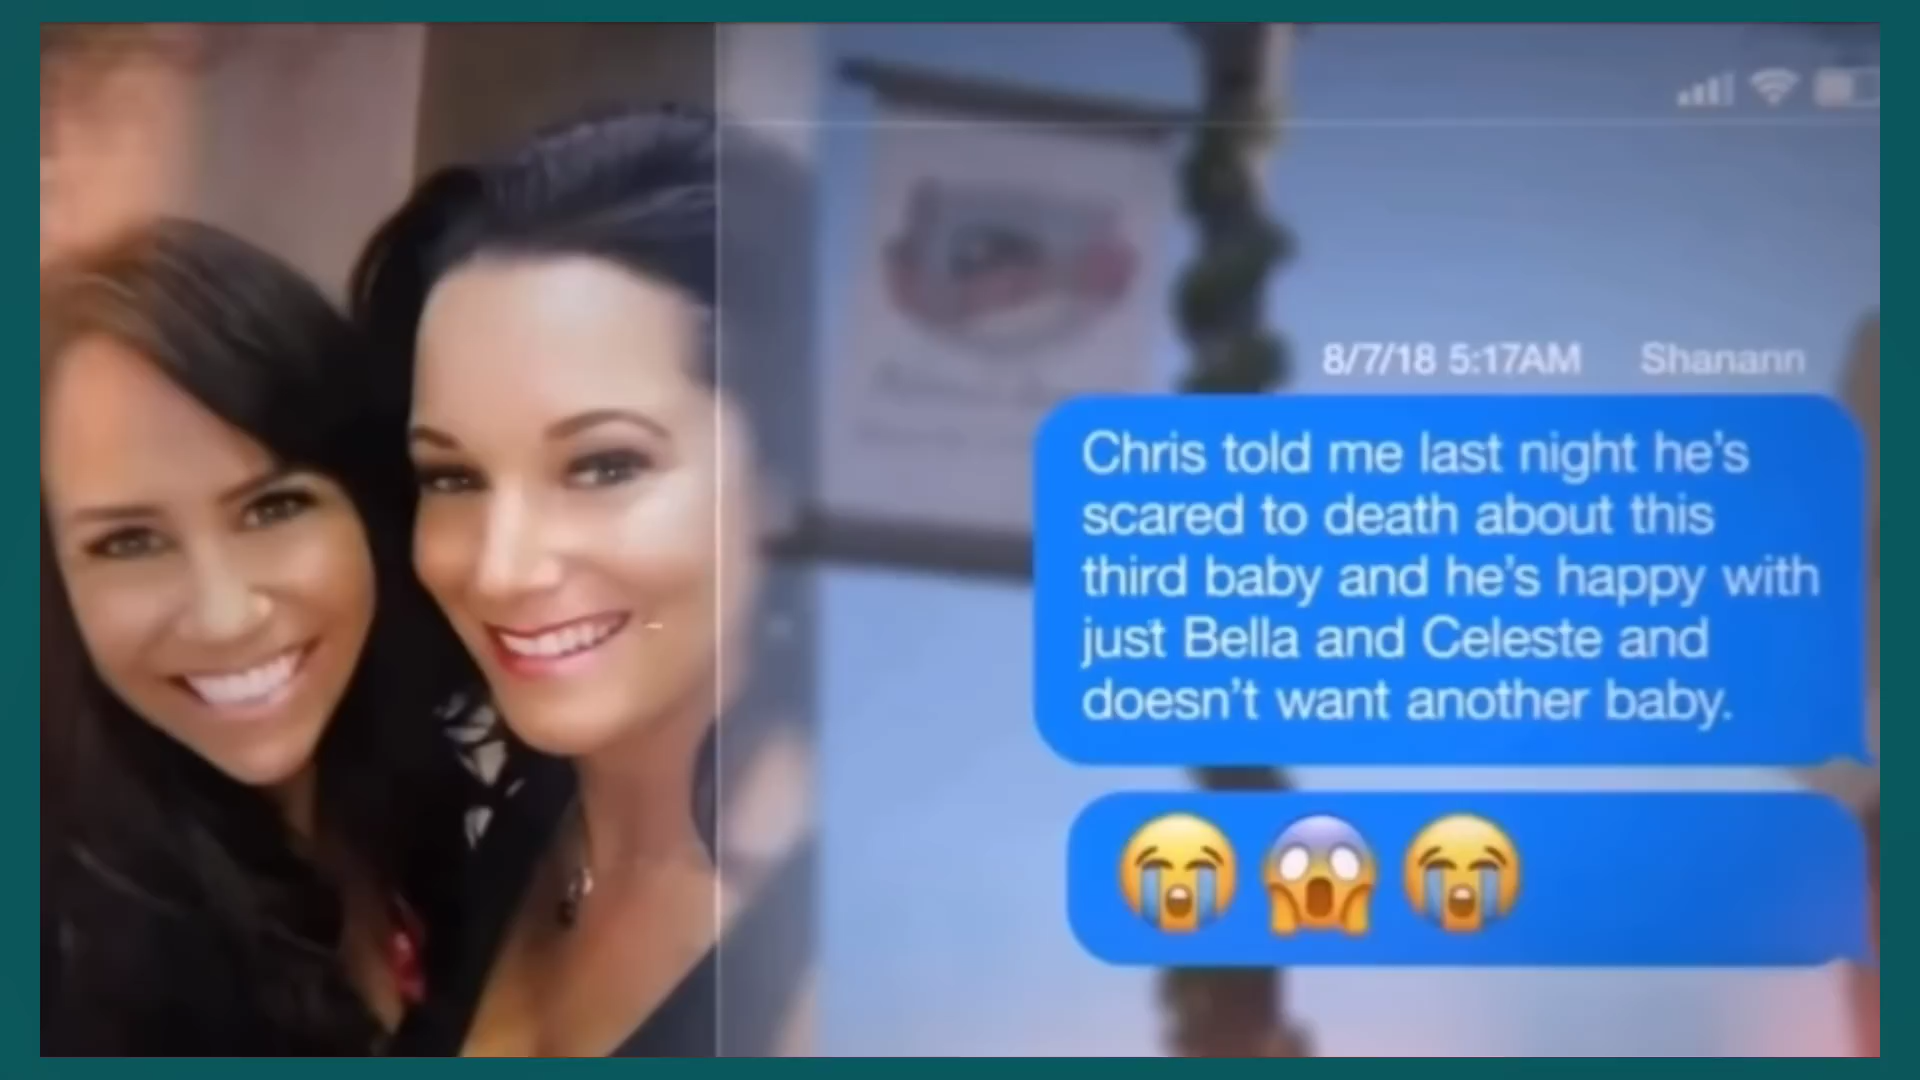 8/7/18 5:17AM Shanann
Chris told me last night he's
scared to death about this
third baby and he's happy with
just Bella and Celeste and
doesn't want another baby.
😭😱😭